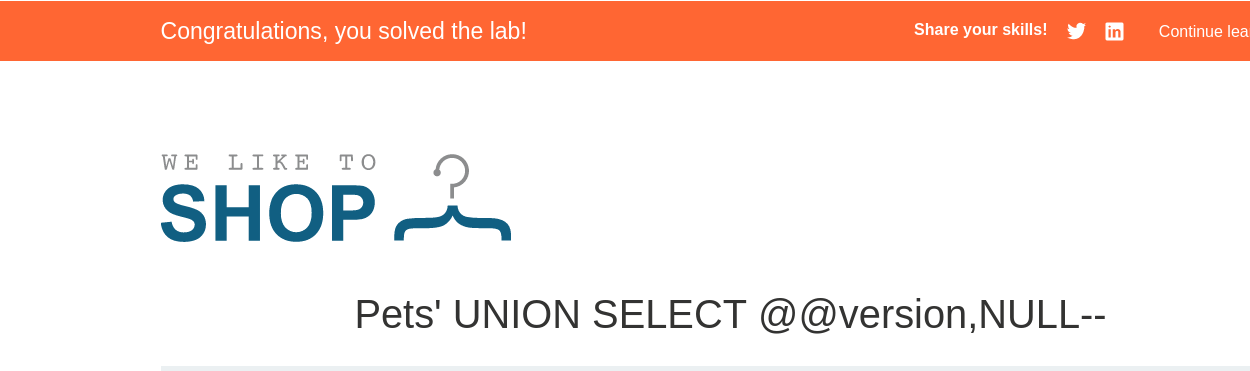 Congratulations, you solved the lab!
Share your skills!
Continue lea
WE LIKE TO
SHOP
Pets' UNION SELECT @@version,NULL--